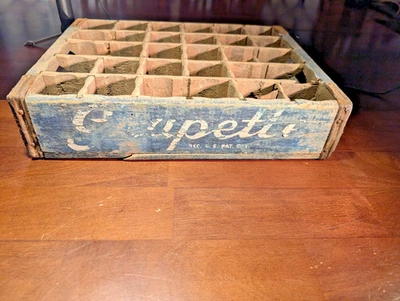 Grapette
REG. U. S. PAT. OFF.